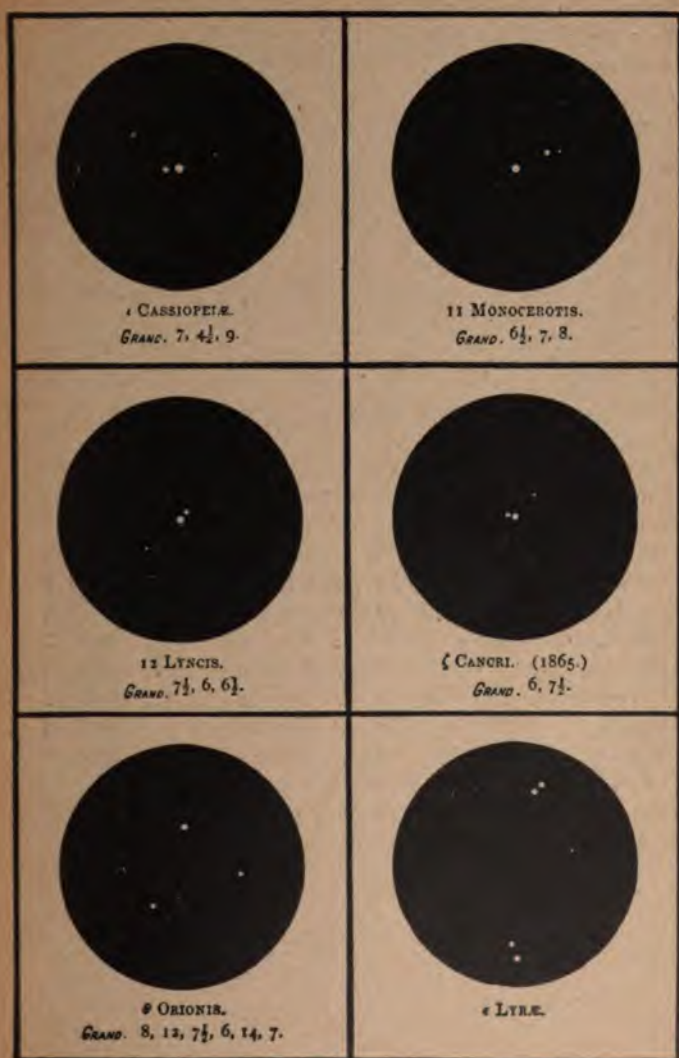 ι CASSIOPEIÆ.
GRAND. 7, 4½, 9.
11 MONOCEROTIS.
GRAND. 6½, 7, 8.
12 LYNCIS.
GRAND. 7½, 6, 6½.
ζ CANCRI. (1865.)
GRAND. 6, 7½.
θ ORIONIS.
GRAND. 8, 12, 7½, 6, 14, 7.
ε LYRÆ.